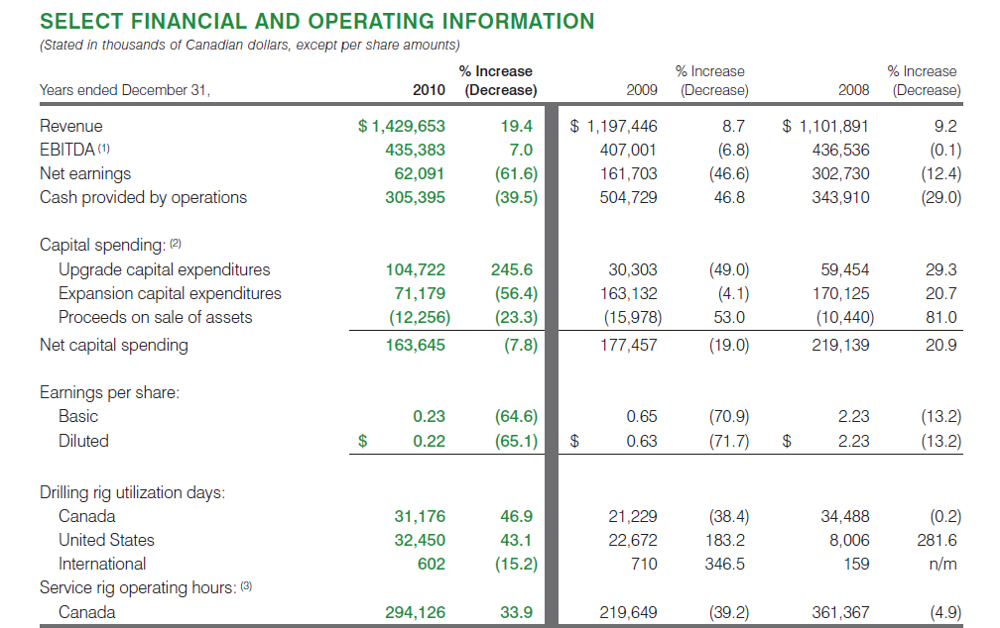 SELECT FINANCIAL AND OPERATING INFORMATION
(Stated in thousands of Canadian dollars, except per share amounts)
% Increase % Increase % Increase
Years ended December 31, 2010 (Decrease) 2009 (Decrease) 2008 (Decrease)
Revenue $ 1,429,653 19.4 $ 1,197,446 8.7 $ 1,101,891 9.2
EBITDA (1) 435,383 7.0 407,001 (6.8) 436,536 (0.1)
Net earnings 62,091 (61.6) 161,703 (46.6) 302,730 (12.4)
Cash provided by operations 305,395 (39.5) 504,729 46.8 343,910 (29.0)
Capital spending: (2)
Upgrade capital expenditures 104,722 245.6 30,303 (49.0) 59,454 29.3
Expansion capital expenditures 71,179 (56.4) 163,132 (4.1) 170,125 20.7
Proceeds on sale of assets (12,256) (23.3) (15,978) 53.0 (10,440) 81.0
Net capital spending 163,645 (7.8) 177,457 (19.0) 219,139 20.9
Earnings per share:
Basic 0.23 (64.6) 0.65 (70.9) 2.23 (13.2)
Diluted $ 0.22 (65.1) $ 0.63 (71.7) $ 2.23 (13.2)
Drilling rig utilization days:
Canada 31,176 46.9 21,229 (38.4) 34,488 (0.2)
United States 32,450 43.1 22,672 183.2 8,006 281.6
International 602 (15.2) 710 346.5 159 n/m
Service rig operating hours: (3)
Canada 294,126 33.9 219,649 (39.2) 361,367 (4.9)